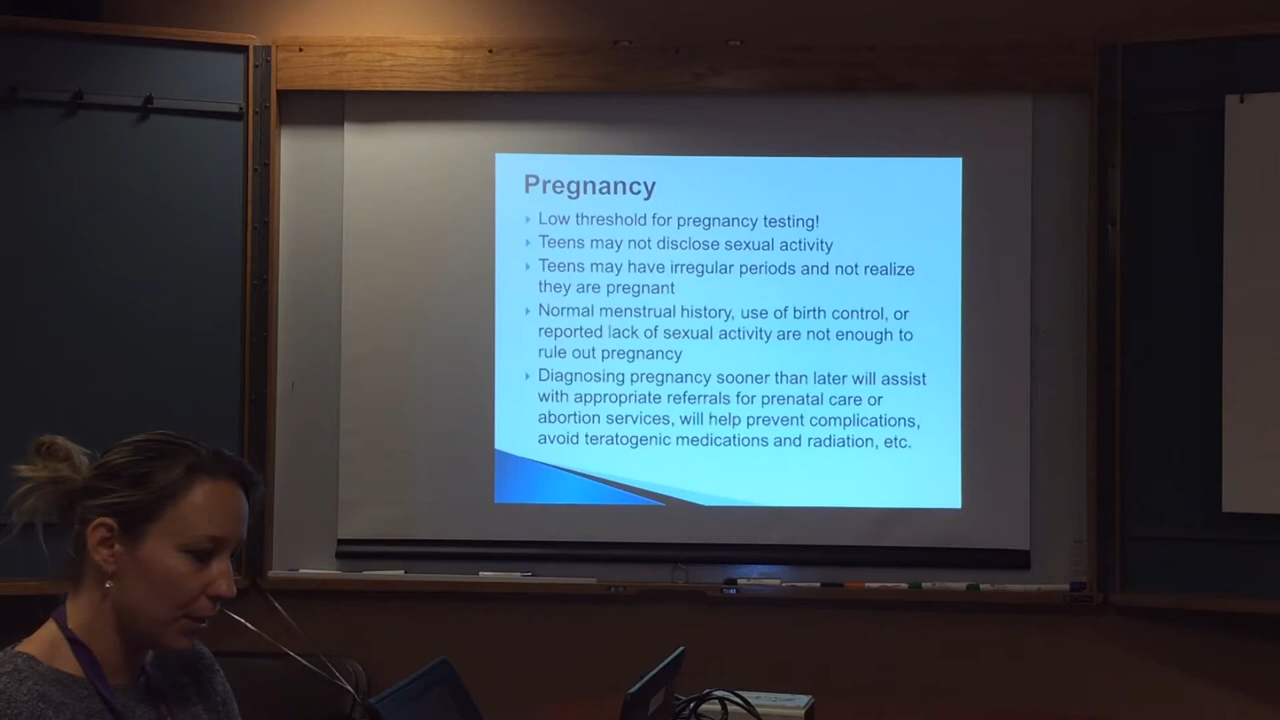 Pregnancy
Low threshold for pregnancy testing!
Teens may not disclose sexual activity
Teens may have irregular periods and not realize
they are pregnant
Normal menstrual history, use of birth control, or
reported lack of sexual activity are not enough to
rule out pregnancy
Diagnosing pregnancy sooner than later will assist
with appropriate referrals for prenatal care or
abortion services, will help prevent complications,
avoid teratogenic medications and radiation, etc.